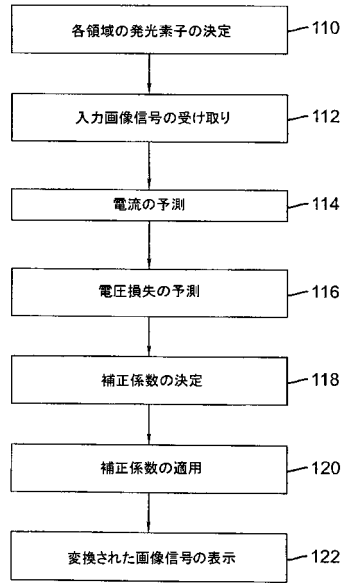 各領域の発光素子の決定 110
入力画像信号の受け取り 112
電流の予測 114
電圧損失の予測 116
補正係数の決定 118
補正係数の適用 120
変換された画像信号の表示 122